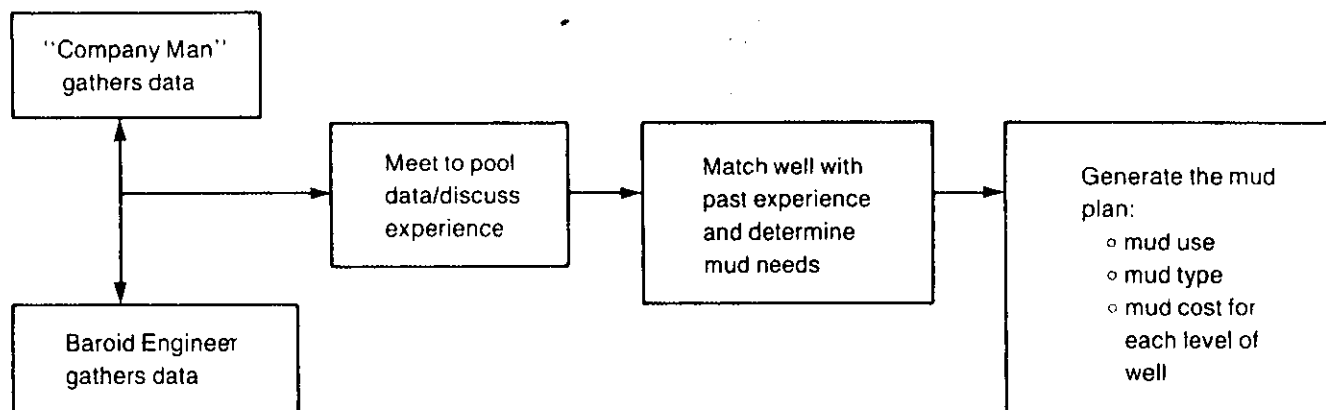 "Company Man"
gathers data
Meet to pool
data/discuss
experience
Match well with
past experience
and determine
mud needs
Generate the mud
plan:
○ mud use
○ mud type
○ mud cost for
each level of
well
Baroid Engineer
gathers data